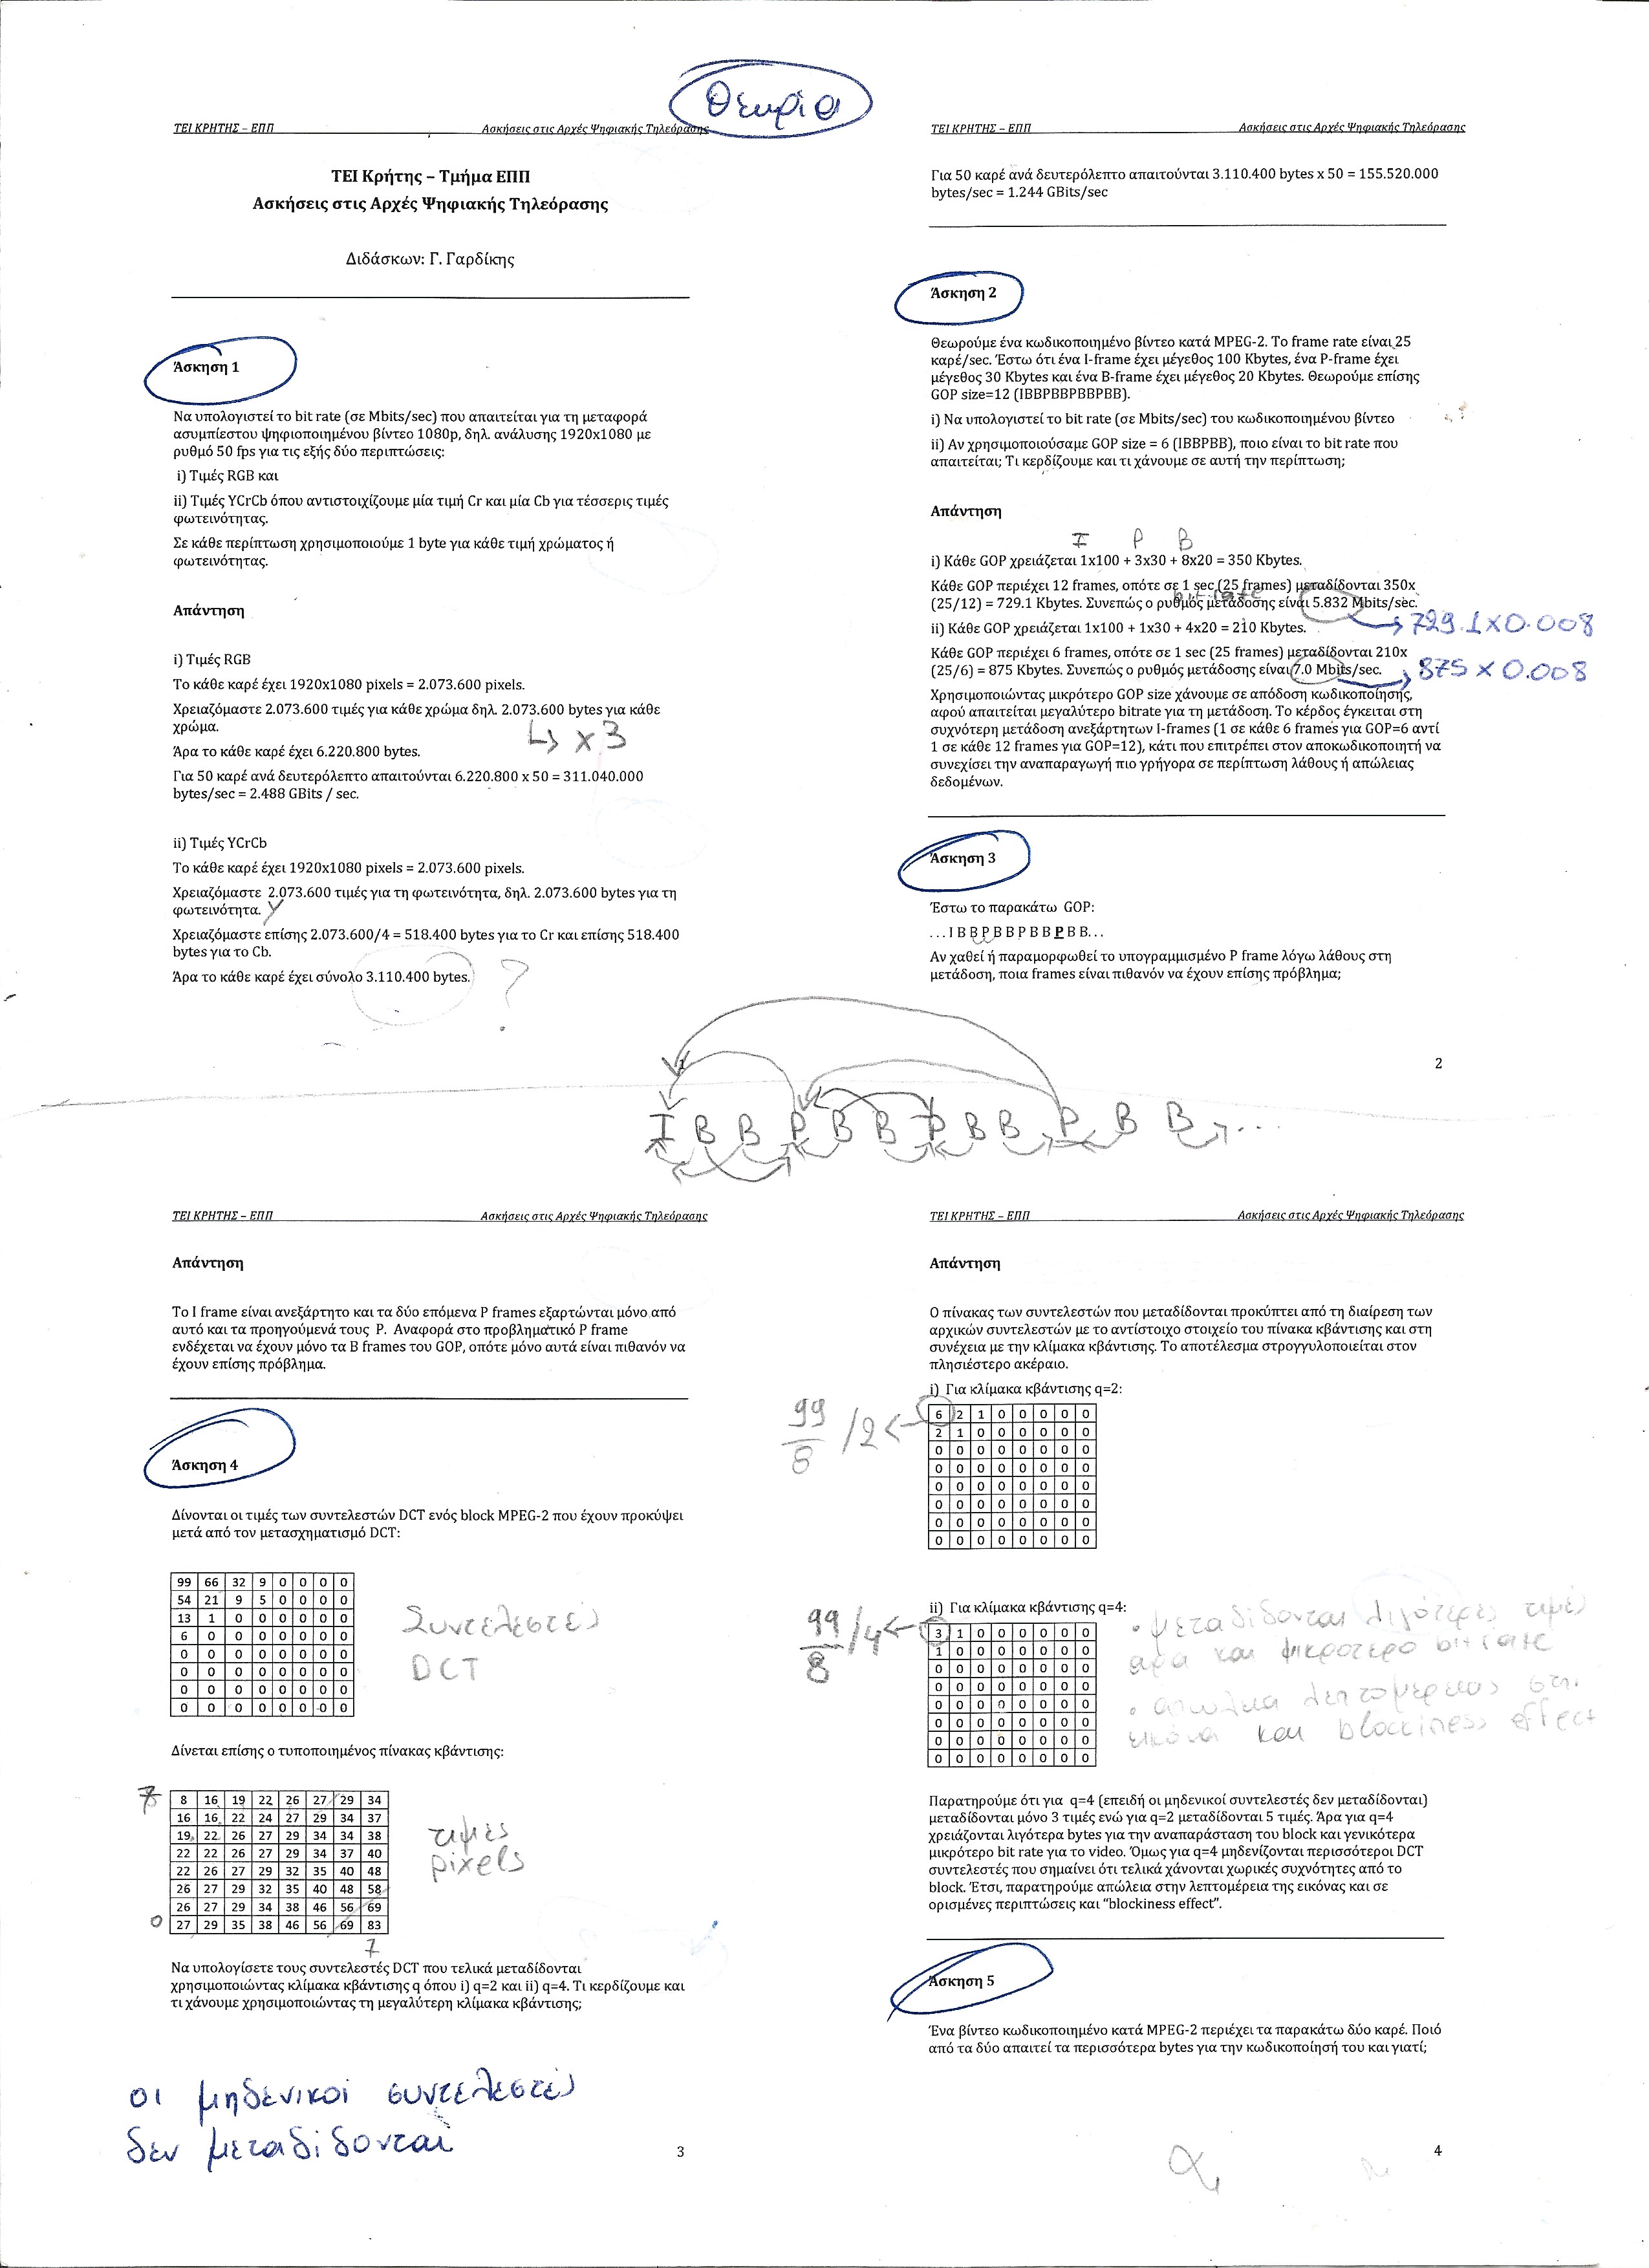 Θεωρία
ΤΕΙ ΚΡΗΤΗΣ – ΕΠΠ Ασκήσεις στις Αρχές Ψηφιακής Τηλεόρασης
ΤΕΙ Κρήτης – Τμήμα ΕΠΠ
Ασκήσεις στις Αρχές Ψηφιακής Τηλεόρασης
Διδάσκων: Γ. Γαρδίκης
Άσκηση 1
Να υπολογιστεί το bit rate (σε Mbits/sec) που απαιτείται για τη μεταφορά
ασυμπίεστου ψηφιοποιημένου βίντεο 1080p, δηλ. ανάλυσης 1920x1080 με
ρυθμό 50 fps για τις εξής δύο περιπτώσεις:
i) Τιμές RGB και
ii) Τιμές YCrCb όπου αντιστοιχίζουμε μία τιμή Cr και μία Cb για τέσσερις τιμές
φωτεινότητας.
Σε κάθε περίπτωση χρησιμοποιούμε 1 byte για κάθε τιμή χρώματος ή
φωτεινότητας.
Απάντηση
i) Τιμές RGB
Το κάθε καρέ έχει 1920x1080 pixels = 2.073.600 pixels.
Χρειαζόμαστε 2.073.600 τιμές για κάθε χρώμα δηλ. 2.073.600 bytes για κάθε
χρώμα.
↳ x 3
Άρα το κάθε καρέ έχει 6.220.800 bytes.
Για 50 καρέ ανά δευτερόλεπτο απαιτούνται 6.220.800 x 50 = 311.040.000
bytes/sec = 2.488 GBits / sec.
ii) Τιμές YCrCb
Το κάθε καρέ έχει 1920x1080 pixels = 2.073.600 pixels.
Χρειαζόμαστε 2.073.600 τιμές για τη φωτεινότητα, δηλ. 2.073.600 bytes για τη
φωτεινότητα. Y
Χρειαζόμαστε επίσης 2.073.600/4 = 518.400 bytes για το Cr και επίσης 518.400
bytes για το Cb.
Άρα το κάθε καρέ έχει σύνολο 3.110.400 bytes. ?
1
ΤΕΙ ΚΡΗΤΗΣ – ΕΠΠ Ασκήσεις στις Αρχές Ψηφιακής Τηλεόρασης
Για 50 καρέ ανά δευτερόλεπτο απαιτούνται 3.110.400 bytes x 50 = 155.520.000
bytes/sec = 1.244 GBits/sec
Άσκηση 2
Θεωρούμε ένα κωδικοποιημένο βίντεο κατά MPEG-2. Το frame rate είναι 25
καρέ/sec. Έστω ότι ένα I-frame έχει μέγεθος 100 Kbytes, ένα P-frame έχει
μέγεθος 30 Kbytes και ένα B-frame έχει μέγεθος 20 Kbytes. Θεωρούμε επίσης
GOP size=12 (IBBPBBPBBPBB).
i) Να υπολογιστεί το bit rate (σε Mbits/sec) του κωδικοποιημένου βίντεο
ii) Αν χρησιμοποιούσαμε GOP size = 6 (IBBPBB), ποιο είναι το bit rate που
απαιτείται; Τι κερδίζουμε και τι χάνουμε σε αυτή την περίπτωση;
Απάντηση
I P B
i) Κάθε GOP χρειάζεται 1x100 + 3x30 + 8x20 = 350 Kbytes.
Κάθε GOP περιέχει 12 frames, οπότε σε 1 sec (25 frames) μεταδίδονται 350x
bit rate
(25/12) = 729.1 Kbytes. Συνεπώς ο ρυθμός μετάδοσης είναι 5.832 Mbits/sec.
→ 729.1x0.008
ii) Κάθε GOP χρειάζεται 1x100 + 1x30 + 4x20 = 210 Kbytes.
Κάθε GOP περιέχει 6 frames, οπότε σε 1 sec (25 frames) μεταδίδονται 210x
(25/6) = 875 Kbytes. Συνεπώς ο ρυθμός μετάδοσης είναι 7.0 Mbits/sec. → 875 x 0.008
Χρησιμοποιώντας μικρότερο GOP size χάνουμε σε απόδοση κωδικοποίησης,
αφού απαιτείται μεγαλύτερο bitrate για τη μετάδοση. Το κέρδος έγκειται στη
συχνότερη μετάδοση ανεξάρτητων I-frames (1 σε κάθε 6 frames για GOP=6 αντί
1 σε κάθε 12 frames για GOP=12), κάτι που επιτρέπει στον αποκωδικοποιητή να
συνεχίσει την αναπαραγωγή πιο γρήγορα σε περίπτωση λάθους ή απώλειας
δεδομένων.
Άσκηση 3
Έστω το παρακάτω GOP:
...I B B P B B P B B P B B...
Αν χαθεί ή παραμορφωθεί το υπογραμμισμένο P frame λόγω λάθους στη
μετάδοση, ποια frames είναι πιθανόν να έχουν επίσης πρόβλημα;
2
I B B P B B P B B P B B ...
ΤΕΙ ΚΡΗΤΗΣ – ΕΠΠ Ασκήσεις στις Αρχές Ψηφιακής Τηλεόρασης
Απάντηση
Το I frame είναι ανεξάρτητο και τα δύο επόμενα P frames εξαρτώνται μόνο από
αυτό και τα προηγούμενά τους P. Αναφορά στο προβληματικό P frame
ενδέχεται να έχουν μόνο τα B frames του GOP, οπότε μόνο αυτά είναι πιθανόν να
έχουν επίσης πρόβλημα.
Άσκηση 4
Δίνονται οι τιμές των συντελεστών DCT ενός block MPEG-2 που έχουν προκύψει
μετά από τον μετασχηματισμό DCT:
99 66 32 9 0 0 0 0
54 21 9 5 0 0 0 0
13 1 0 0 0 0 0 0
6 0 0 0 0 0 0 0
0 0 0 0 0 0 0 0
0 0 0 0 0 0 0 0
0 0 0 0 0 0 0 0
0 0 0 0 0 0 0 0
Συντελεστές
DCT
Δίνεται επίσης ο τυποποιημένος πίνακας κβάντισης:
8 16 19 22 26 27 29 34
16 16 22 24 27 29 34 37
19 22 26 27 29 34 34 38
22 22 26 27 29 34 37 40
22 26 27 29 32 35 40 48
26 27 29 32 35 40 48 58
26 27 29 34 38 46 56 69
0 27 29 35 38 46 56 69 83
7
τιμές
pixels
Να υπολογίσετε τους συντελεστές DCT που τελικά μεταδίδονται
χρησιμοποιώντας κλίμακα κβάντισης q όπου i) q=2 και ii) q=4. Τι κερδίζουμε και
τι χάνουμε χρησιμοποιώντας τη μεγαλύτερη κλίμακα κβάντισης;
οι μηδενικοί συντελεστές
δεν μεταδίδονται
3
ΤΕΙ ΚΡΗΤΗΣ – ΕΠΠ Ασκήσεις στις Αρχές Ψηφιακής Τηλεόρασης
Απάντηση
Ο πίνακας των συντελεστών που μεταδίδονται προκύπτει από τη διαίρεση των
αρχικών συντελεστών με το αντίστοιχο στοιχείο του πίνακα κβάντισης και στη
συνέχεια με την κλίμακα κβάντισης. Το αποτέλεσμα στρογγυλοποιείται στον
πλησιέστερο ακέραιο.
i) Για κλίμακα κβάντισης q=2:
99/8 /2 ←
6 2 1 0 0 0 0 0
2 1 0 0 0 0 0 0
0 0 0 0 0 0 0 0
0 0 0 0 0 0 0 0
0 0 0 0 0 0 0 0
0 0 0 0 0 0 0 0
0 0 0 0 0 0 0 0
0 0 0 0 0 0 0 0
ii) Για κλίμακα κβάντισης q=4:
99/8 /4 ←
3 1 0 0 0 0 0 0
1 0 0 0 0 0 0 0
0 0 0 0 0 0 0 0
0 0 0 0 0 0 0 0
0 0 0 0 0 0 0 0
0 0 0 0 0 0 0 0
0 0 0 0 0 0 0 0
0 0 0 0 0 0 0 0
• μεταδίδονται λιγότερες τιμές
αρα και μικροτερο bit rate
• απωλεια λεπτομερειας στη
εικόνα και blockiness effect
Παρατηρούμε ότι για q=4 (επειδή οι μηδενικοί συντελεστές δεν μεταδίδονται)
μεταδίδονται μόνο 3 τιμές ενώ για q=2 μεταδίδονται 5 τιμές. Άρα για q=4
χρειάζονται λιγότερα bytes για την αναπαράσταση του block και γενικότερα
μικρότερο bit rate για το video. Όμως για q=4 μηδενίζονται περισσότεροι DCT
συντελεστές που σημαίνει ότι τελικά χάνονται χωρικές συχνότητες από το
block. Έτσι, παρατηρούμε απώλεια στην λεπτομέρεια της εικόνας και σε
ορισμένες περιπτώσεις και "blockiness effect".
Άσκηση 5
Ένα βίντεο κωδικοποιημένο κατά MPEG-2 περιέχει τα παρακάτω δύο καρέ. Ποιό
από τα δύο απαιτεί τα περισσότερα bytes για την κωδικοποίησή του και γιατί;
4